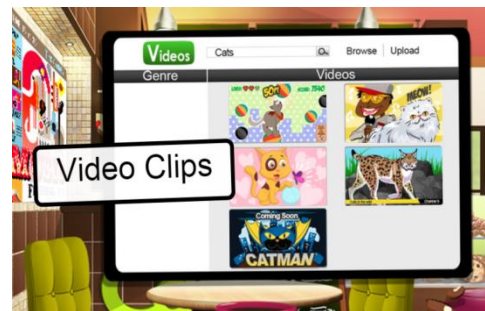 Videos
Cats
Browse
Upload
Genre
Videos
MEOW!
Video Clips
Coming Soon
CATMAN